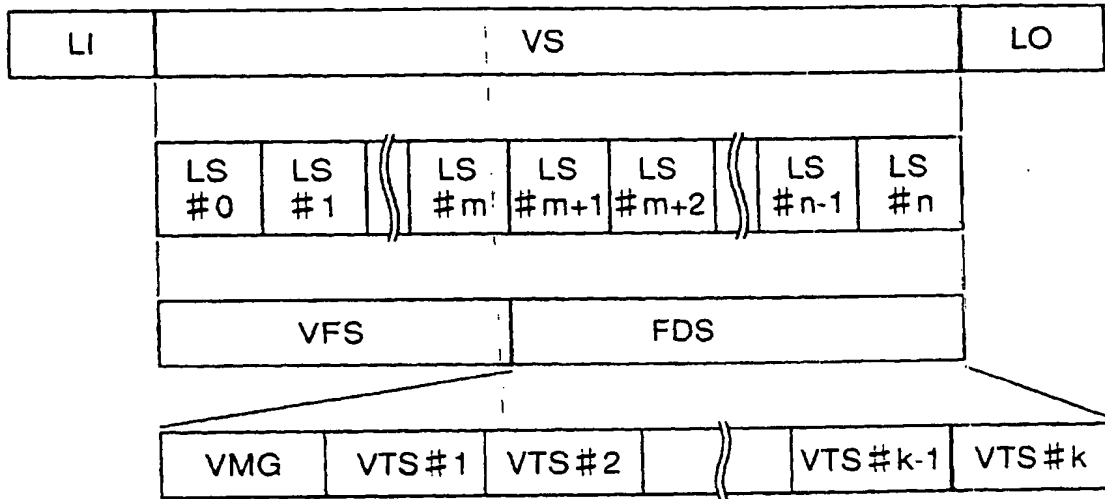 LI VS LO
LS LS LS LS LS LS LS
#0 #1 #m #m+1 #m+2 #n-1 #n
VFS FDS
VMG VTS#1 VTS#2 VTS#k-1 VTS#k